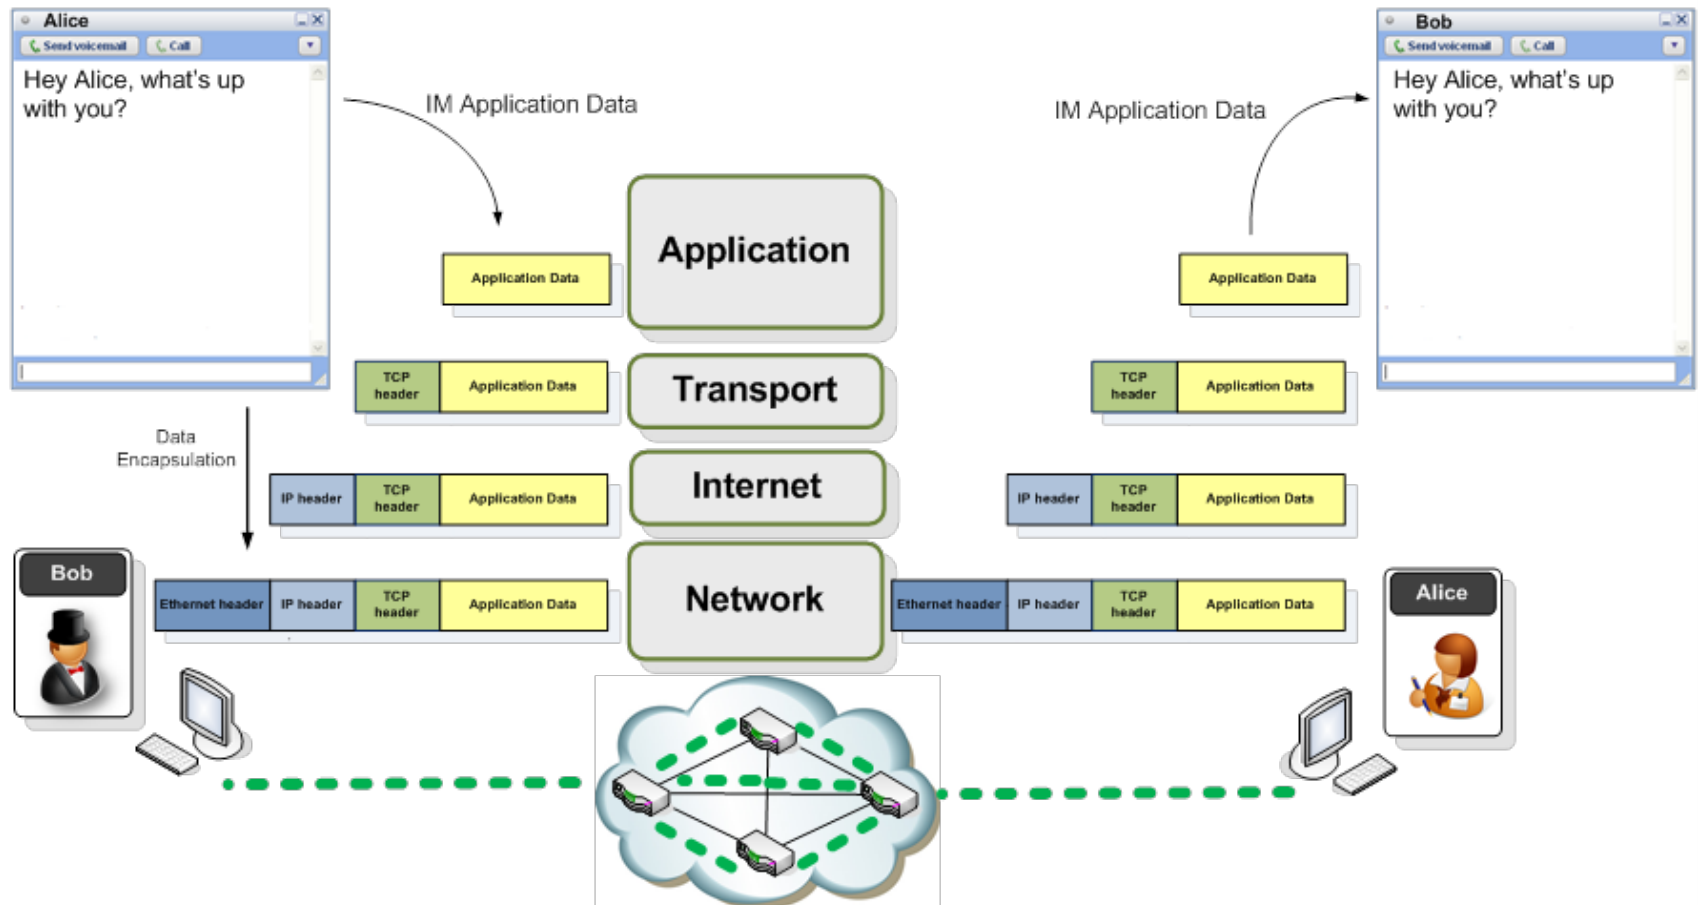 Alice
Send voicemail
Call
Hey Alice, what's up
with you?
IM Application Data
IM Application Data
Bob
Send voicemail
Call
Hey Alice, what's up
with you?
Application Data
Application
Application Data
TCP
header
Application Data
Transport
TCP
header
Application Data
Data
Encapsulation
IP header
TCP
header
Application Data
Internet
IP header
TCP
header
Application Data
Bob
Ethernet header
IP header
TCP
header
Application Data
Network
Ethernet header
IP header
TCP
header
Application Data
Alice